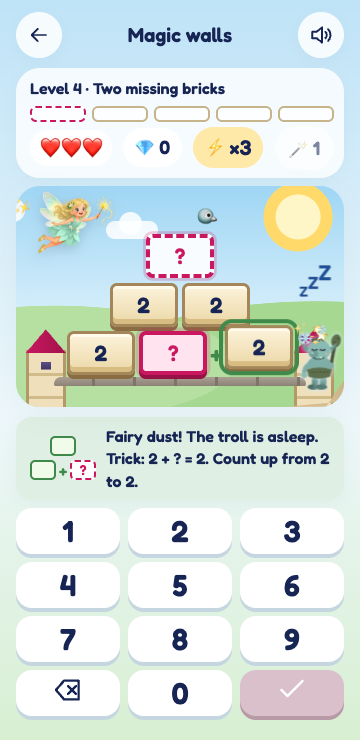 Magic walls
Level 4 · Two missing bricks
❤️❤️❤️ 💎 0 ⚡ ×3 🪄 1
?
z z z
2 2
2 ? + 2
+ ?
Fairy dust! The troll is asleep.
Trick: 2 + ? = 2. Count up from 2
to 2.
1 2 3
4 5 6
7 8 9
0